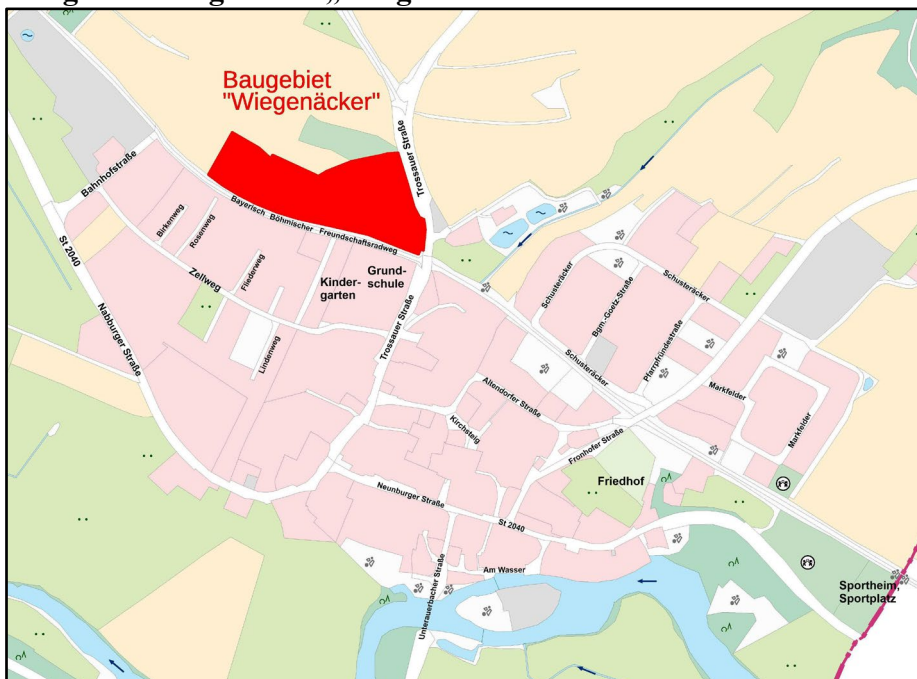 Baugebiet
"Wiegenäcker"
Trossauer Straße
Bahnhofstraße
Bayerisch Böhmischer Freundschaftsradweg
Birkenweg
Rosenweg
Fliederweg
Zellweg
Lindenweg
St 2040
Nabburger Straße
Kinder-
garten
Grund-
schule
Trossauer Straße
Schusteräcker
Schusteräcker
Bgm.-Goetz-Straße
Pfarrpfründestraße
Schusteräcker
Markfelder
Markfelder
Altendorfer Straße
Kirchsteig
Fronhofer Straße
Friedhof
Neunburger Straße
St 2040
Am Wasser
Unterauerbacher Straße
Sportheim,
Sportplatz